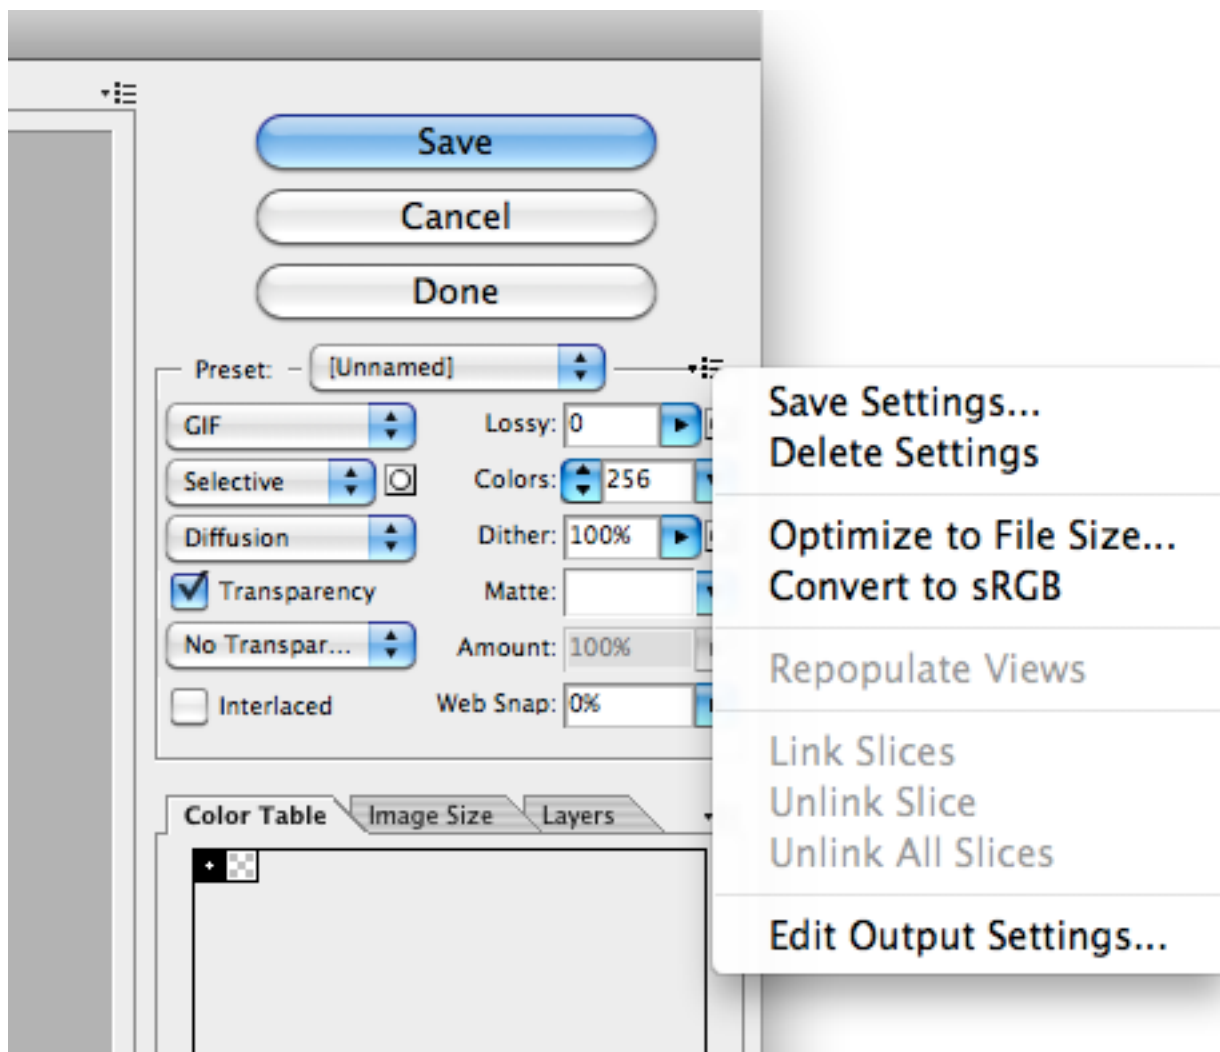 Save
Cancel
Done
Preset: [Unnamed]
GIF Lossy: 0
Selective Colors: 256
Diffusion Dither: 100%
Transparency Matte:
No Transpar... Amount: 100%
Interlaced Web Snap: 0%
Color Table Image Size Layers
Save Settings...
Delete Settings
Optimize to File Size...
Convert to sRGB
Repopulate Views
Link Slices
Unlink Slice
Unlink All Slices
Edit Output Settings...